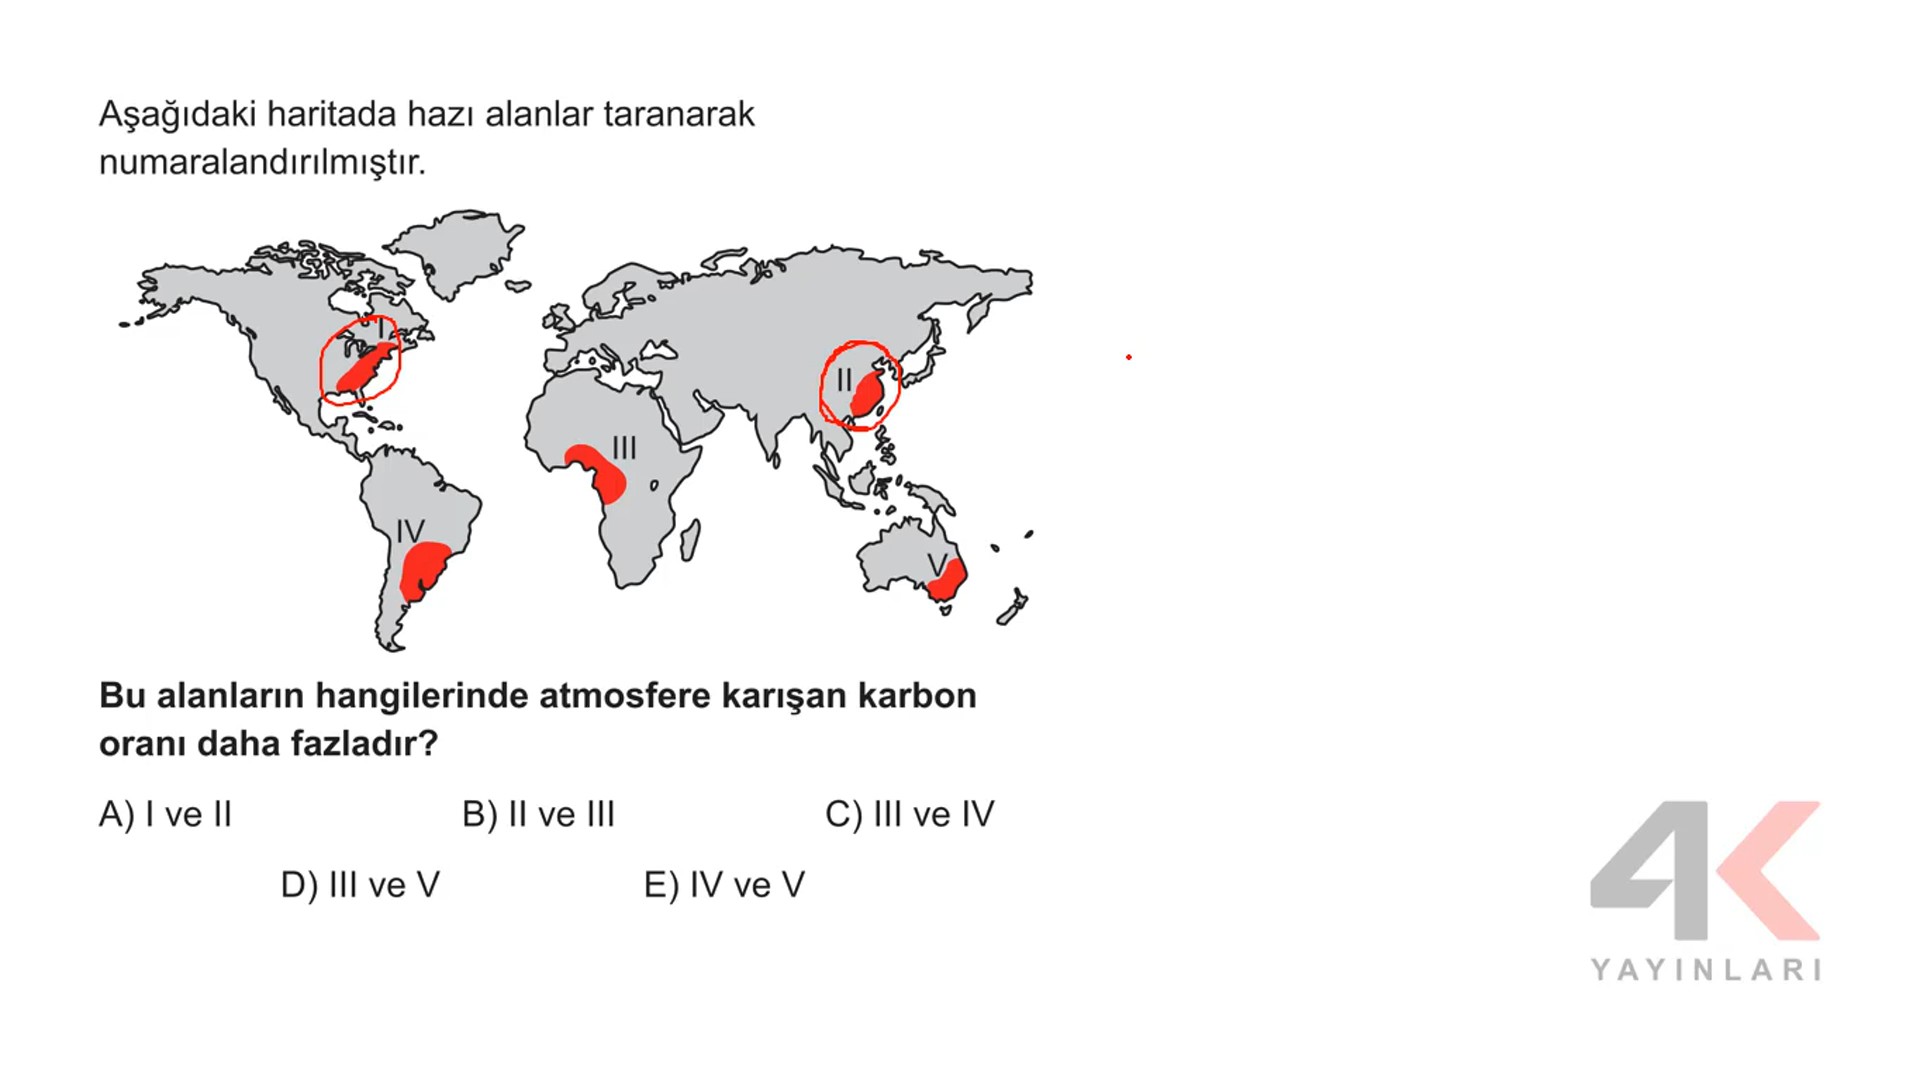 Aşağıdaki haritada hazı alanlar taranarak
numaralandırılmıştır.
I
II
III
IV
V
Bu alanların hangilerinde atmosfere karışan karbon
oranı daha fazladır?
A) I ve II B) II ve III C) III ve IV
D) III ve V E) IV ve V
4K
YAYINLARI